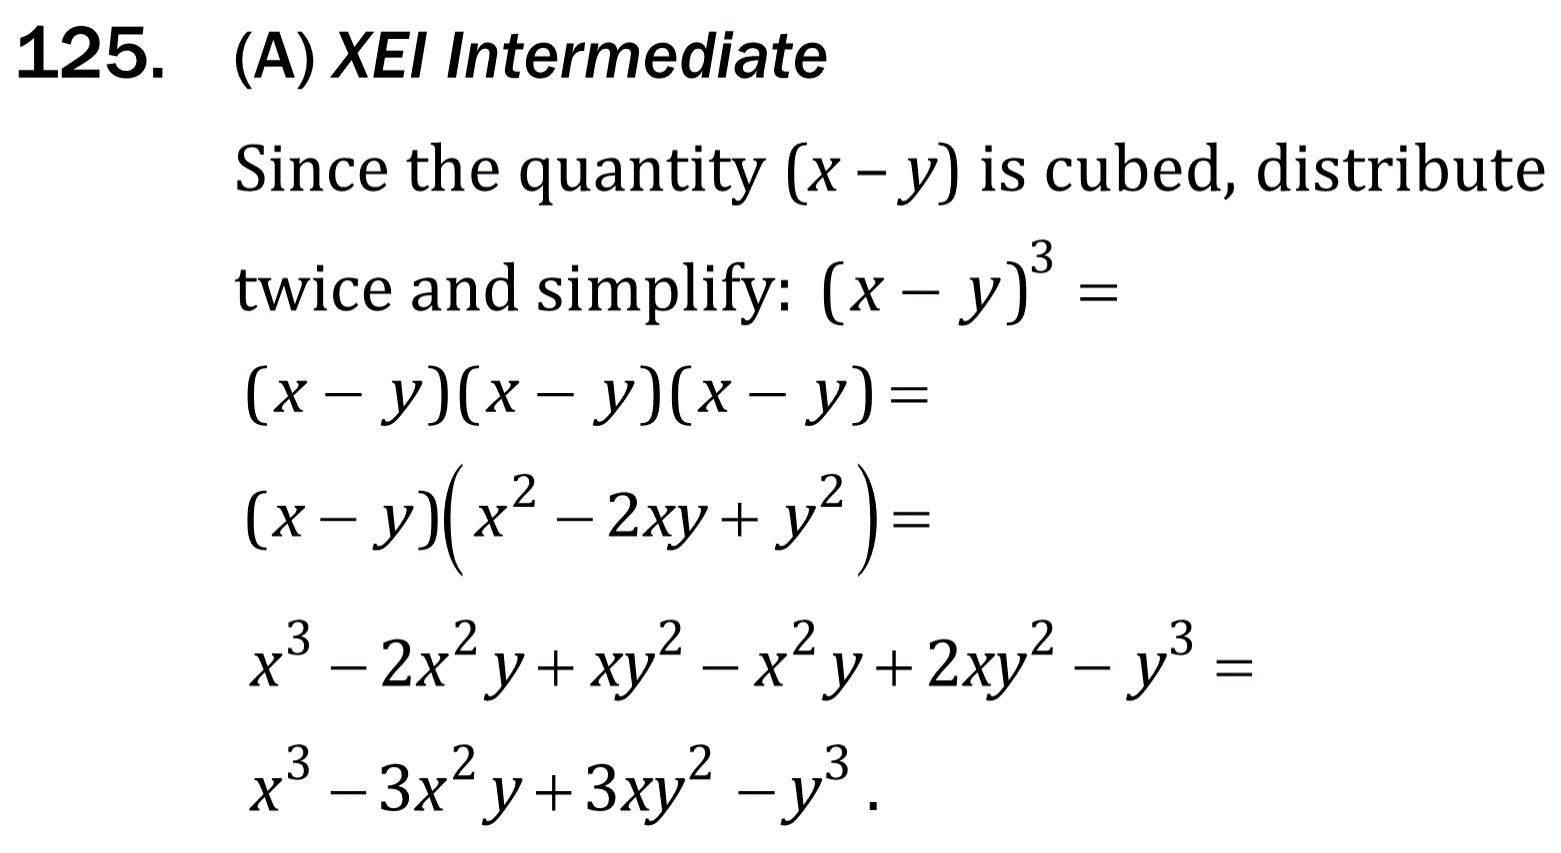 125. (A) XEI Intermediate
Since the quantity (x – y) is cubed, distribute
twice and simplify: (x − y)³ =
(x − y)(x − y)(x − y) =
(x − y)(x² − 2xy + y²) =
x³ − 2x²y + xy² − x²y + 2xy² − y³ =
x³ − 3x²y + 3xy² − y³ .